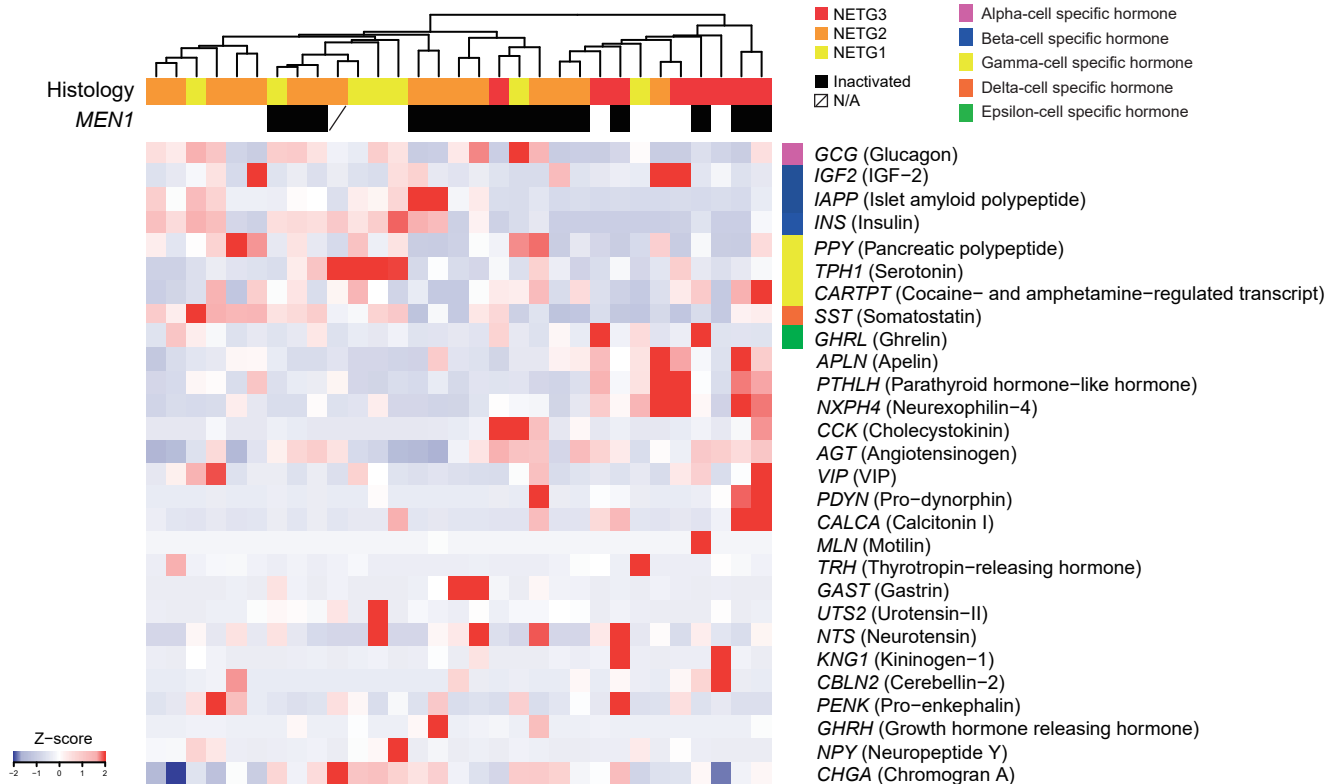 NETG3
NETG2
NETG1
Inactivated
N/A
Alpha-cell specific hormone
Beta-cell specific hormone
Gamma-cell specific hormone
Delta-cell specific hormone
Epsilon-cell specific hormone
Histology
MEN1
GCG (Glucagon)
IGF2 (IGF−2)
IAPP (Islet amyloid polypeptide)
INS (Insulin)
PPY (Pancreatic polypeptide)
TPH1 (Serotonin)
CARTPT (Cocaine− and amphetamine−regulated transcript)
SST (Somatostatin)
GHRL (Ghrelin)
APLN (Apelin)
PTHLH (Parathyroid hormone−like hormone)
NXPH4 (Neurexophilin−4)
CCK (Cholecystokinin)
AGT (Angiotensinogen)
VIP (VIP)
PDYN (Pro−dynorphin)
CALCA (Calcitonin I)
MLN (Motilin)
TRH (Thyrotropin−releasing hormone)
GAST (Gastrin)
UTS2 (Urotensin−II)
NTS (Neurotensin)
KNG1 (Kininogen−1)
CBLN2 (Cerebellin−2)
PENK (Pro−enkephalin)
GHRH (Growth hormone releasing hormone)
NPY (Neuropeptide Y)
CHGA (Chromogran A)
Z−score
−2 −1 0 1 2